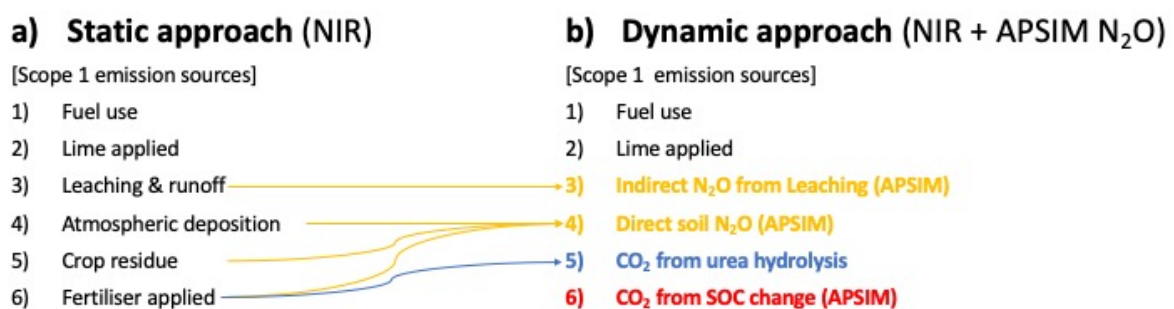 a) Static approach (NIR)
[Scope 1 emission sources]
1) Fuel use
2) Lime applied
3) Leaching & runoff
4) Atmospheric deposition
5) Crop residue
6) Fertiliser applied
b) Dynamic approach (NIR + APSIM N₂O)
[Scope 1 emission sources]
1) Fuel use
2) Lime applied
3) Indirect N₂O from Leaching (APSIM)
4) Direct soil N₂O (APSIM)
5) CO₂ from urea hydrolysis
6) CO₂ from SOC change (APSIM)